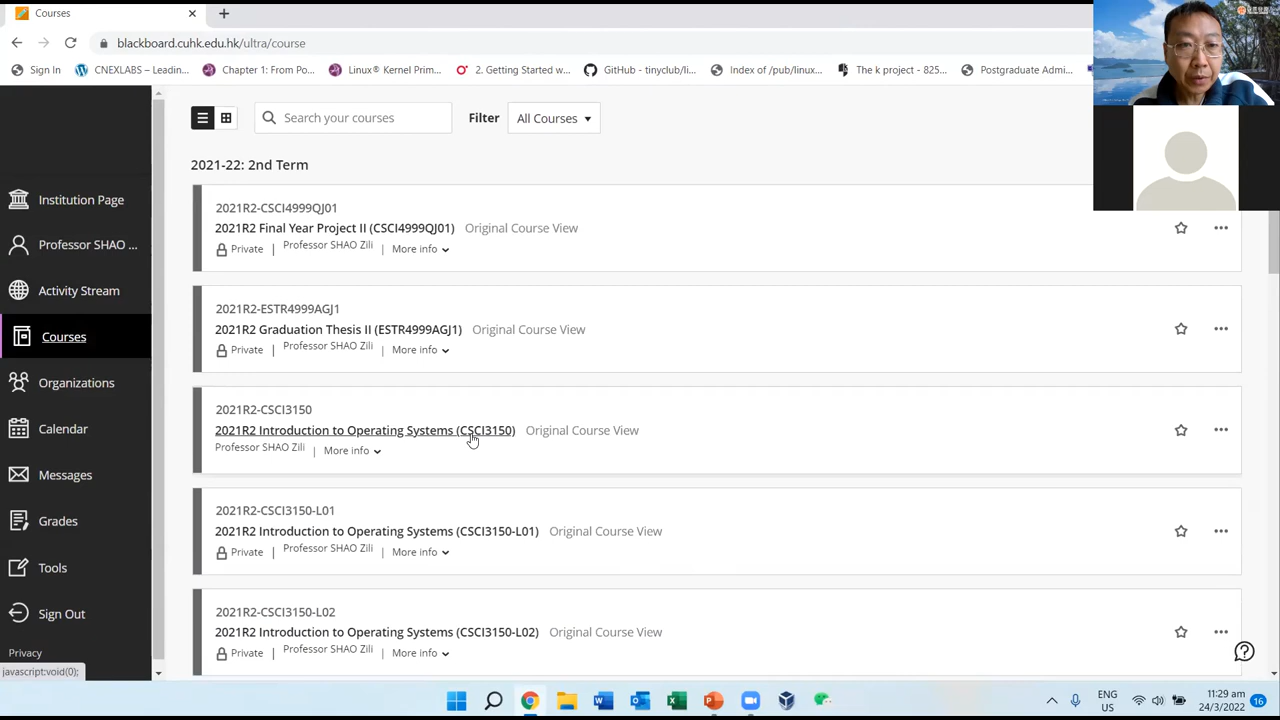 Courses
blackboard.cuhk.edu.hk/ultra/course
Sign In
CNEXLABS – Leadin...
Chapter 1: From Po...
Linux® Kernel Prim...
2. Getting Started w...
GitHub - tinyclub/li...
Index of /pub/linux...
The k project - 825...
Postgraduate Admi...
Search your courses
Filter
All Courses
2021-22: 2nd Term
Institution Page
Professor SHAO ...
Activity Stream
Courses
Organizations
Calendar
Messages
Grades
Tools
Sign Out
Privacy
javascript:void(0);
2021R2-CSCI4999QJ01
2021R2 Final Year Project II (CSCI4999QJ01) Original Course View
Private | Professor SHAO Zili | More info
2021R2-ESTR4999AGJ1
2021R2 Graduation Thesis II (ESTR4999AGJ1) Original Course View
Private | Professor SHAO Zili | More info
2021R2-CSCI3150
2021R2 Introduction to Operating Systems (CSCI3150) Original Course View
Professor SHAO Zili | More info
2021R2-CSCI3150-L01
2021R2 Introduction to Operating Systems (CSCI3150-L01) Original Course View
Private | Professor SHAO Zili | More info
2021R2-CSCI3150-L02
2021R2 Introduction to Operating Systems (CSCI3150-L02) Original Course View
Private | Professor SHAO Zili | More info
ENG
US
11:29 am
24/3/2022
16